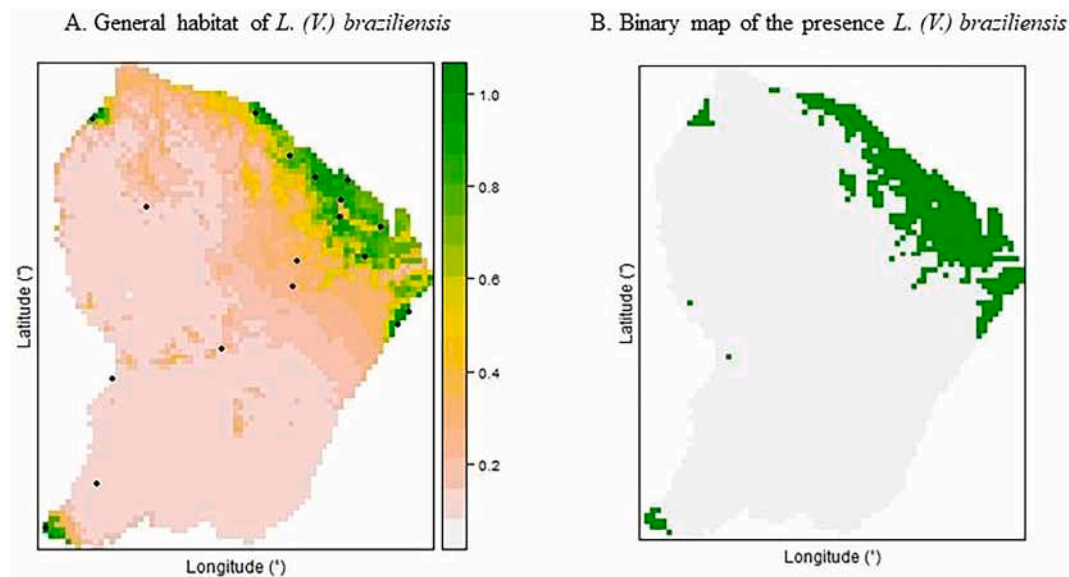 A. General habitat of L. (V.) braziliensis
B. Binary map of the presence L. (V.) braziliensis
Latitude (°)
1.0
0.8
0.6
0.4
0.2
Longitude (°)
Latitude (°)
Longitude (°)